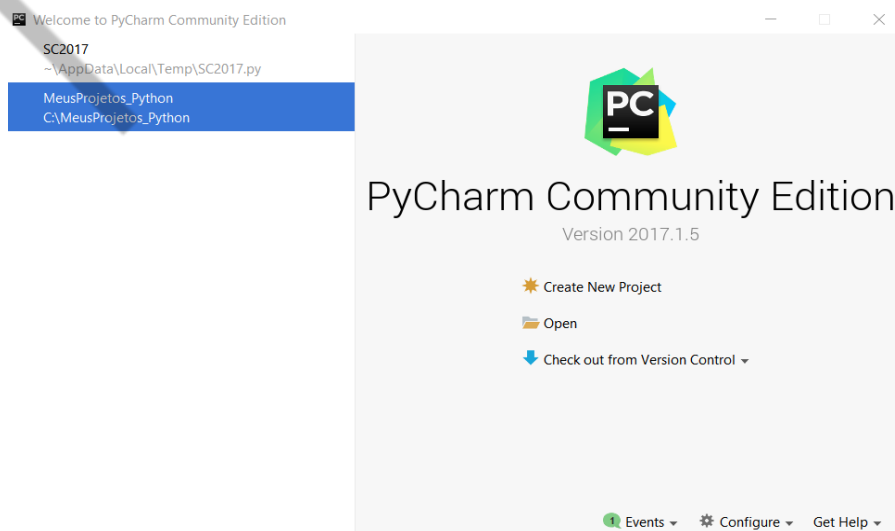 PC Welcome to PyCharm Community Edition
SC2017
~\AppData\Local\Temp\SC2017.py
MeusProjetos_Python
C:\MeusProjetos_Python
PC
PyCharm Community Edition
Version 2017.1.5
Create New Project
Open
Check out from Version Control
1 Events Configure Get Help